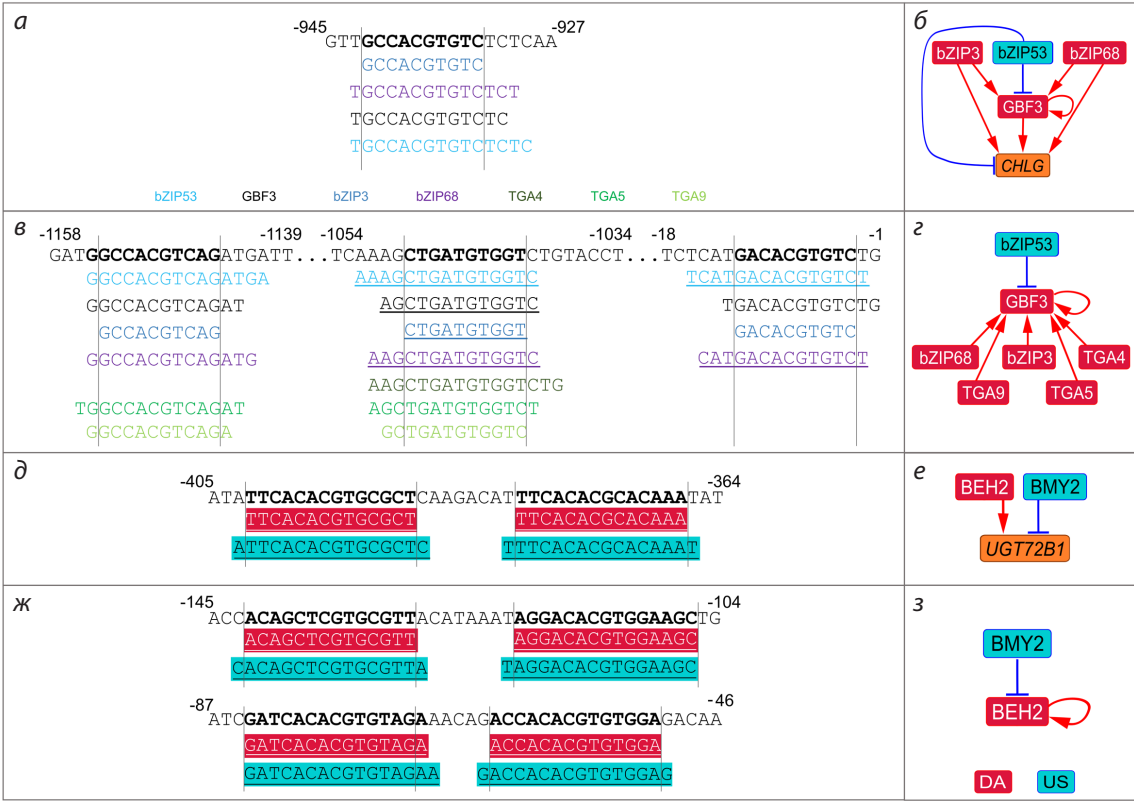 а
-945 -927
GTTGCCACGTGTCTCTCAA
GCCACGTGTC
TGCCACGTGTCTCT
TGCCACGTGTCTC
TGCCACGTGTCTCTC
bZIP53 GBF3 bZIP3 bZIP68 TGA4 TGA5 TGA9
б
bZIP3 bZIP53 bZIP68
GBF3
CHLG
в
-1158 -1139 -1054 -1034 -18 -1
GATGGCCACGTCAGATGATT...TCAAAGCTGATGTGGTCTGTACCT...TCTCATGACACGTGTCTG
GGCCACGTCAGATGA AAAGCTGATGTGGTC TCATGACACGTGTCT
GGCCACGTCAGAT AGCTGATGTGGTC TGACACGTGTCTG
GCCACGTCAG CTGATGTGGT GACACGTGTC
GGCCACGTCAGATG AAGCTGATGTGGTC CATGACACGTGTCT
AAGCTGATGTGGTCTG
TGGCCACGTCAGAT AGCTGATGTGGTCT
GGCCACGTCAGA GCTGATGTGGTC
г
bZIP53
GBF3
bZIP68 bZIP3 TGA4
TGA9 TGA5
д
-405 -364
ATATTCACACGTGCGCTCAAGACATTTCACACGCACAAATAT
TTCACACGTGCGCT TTCACACGCACAAA
ATTCACACGTGCGCTC TTTCACACGCACAAAT
е
BEH2 BMY2
UGT72B1
ж
-145 -104
ACCACAGCTCGTGCGTTACATAAATAGGACACGTGGAAGCTG
ACAGCTCGTGCGTT AGGACACGTGGAAGC
CACAGCTCGTGCGTTA TAGGACACGTGGAAGC
-87 -46
ATCGATCACACGTGTAGAAACAGACCACACGTGTGGAGACAA
GATCACACGTGTAGA ACCACACGTGTGGA
GATCACACGTGTAGAA GACCACACGTGTGGAG
з
BMY2
BEH2
DA US